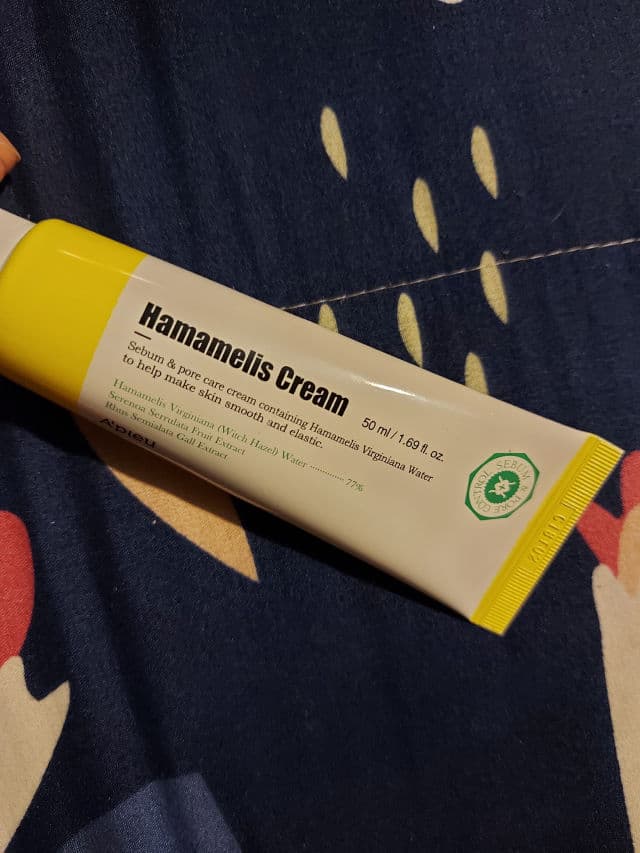 Hamamelis Cream
50 ml / 1.69 fl. oz.
Sebum & pore care cream containing Hamamelis Virginiana Water
to help make skin smooth and elastic.
Hamamelis Virginiana (Witch Hazel) Water .............. 77%
Serenoa Serrulata Fruit Extract
Rhus Semialata Gall Extract
A'PIEU
SEBUM & PORE CONTROL